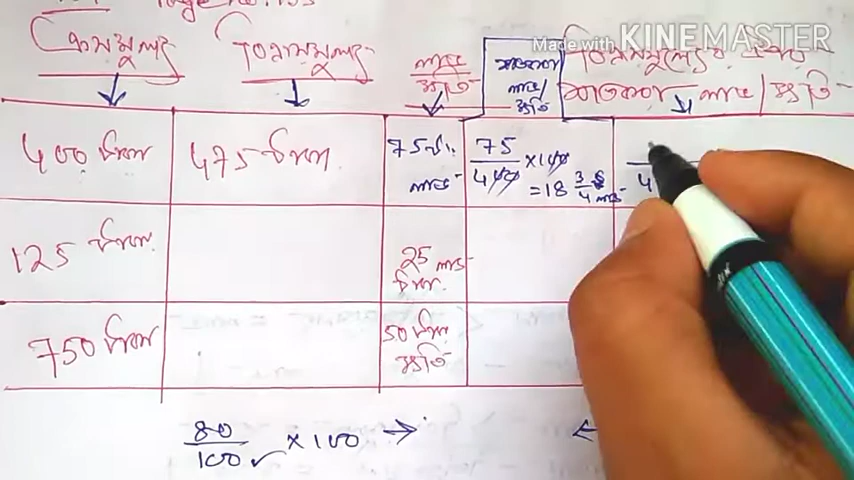 Made with KINEMASTER
ক্রয়মূল্য
বিক্রয়মূল্য
লাভ/
ক্ষতি
শতকরা
লাভ/
ক্ষতি
বিক্রয়মূল্যের উপর
শতকরা লাভ/ক্ষতি
400 টাকা
475 টাকা
75 টা:
লাভ
75/400 × 100
= 18 3/4 লাভ
4
125 টাকা
25 লাভ
টাকা
750 টাকা
50 টাকা
ক্ষতি
80/100 × 100 →
←